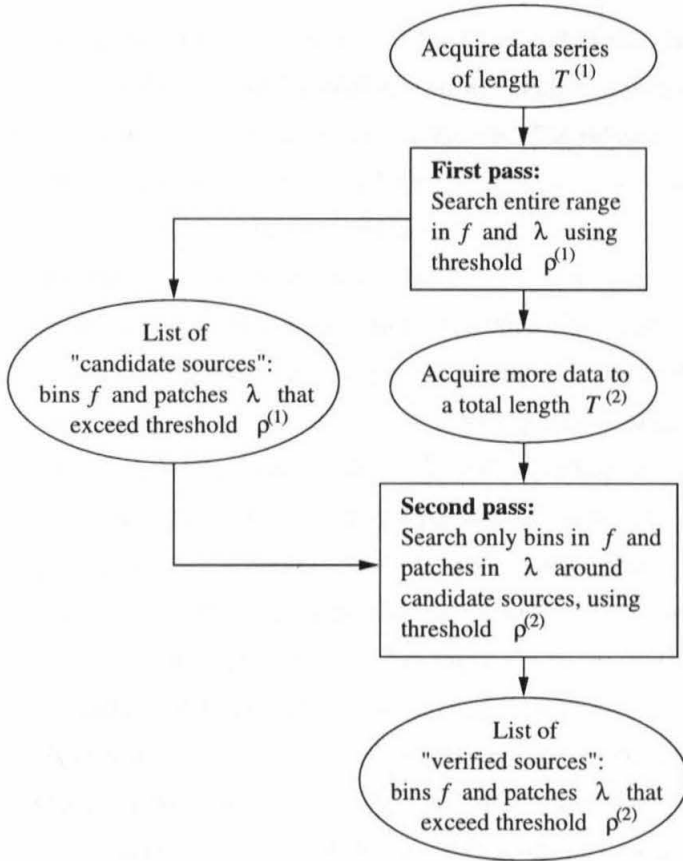 Acquire data series
of length T^(1)
First pass:
Search entire range
in f and λ using
threshold ρ^(1)
List of
"candidate sources":
bins f and patches λ that
exceed threshold ρ^(1)
Acquire more data to
a total length T^(2)
Second pass:
Search only bins in f and
patches in λ around
candidate sources, using
threshold ρ^(2)
List of
"verified sources":
bins f and patches λ that
exceed threshold ρ^(2)